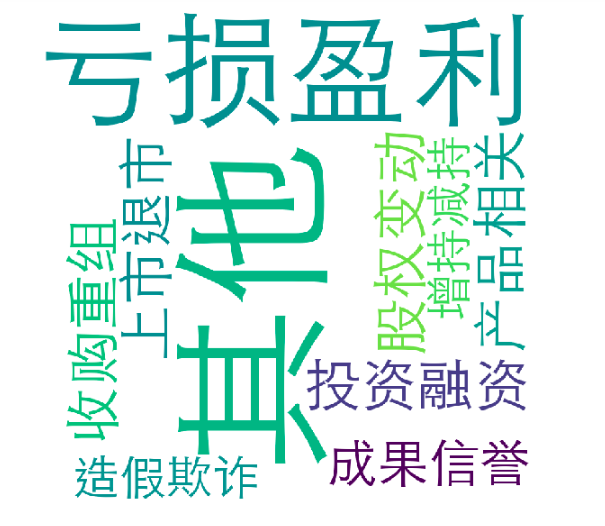 亏损盈利
其他
上市退市
收购重组
股权变动
增持减持
产品相关
投资融资
成果信誉
造假欺诈